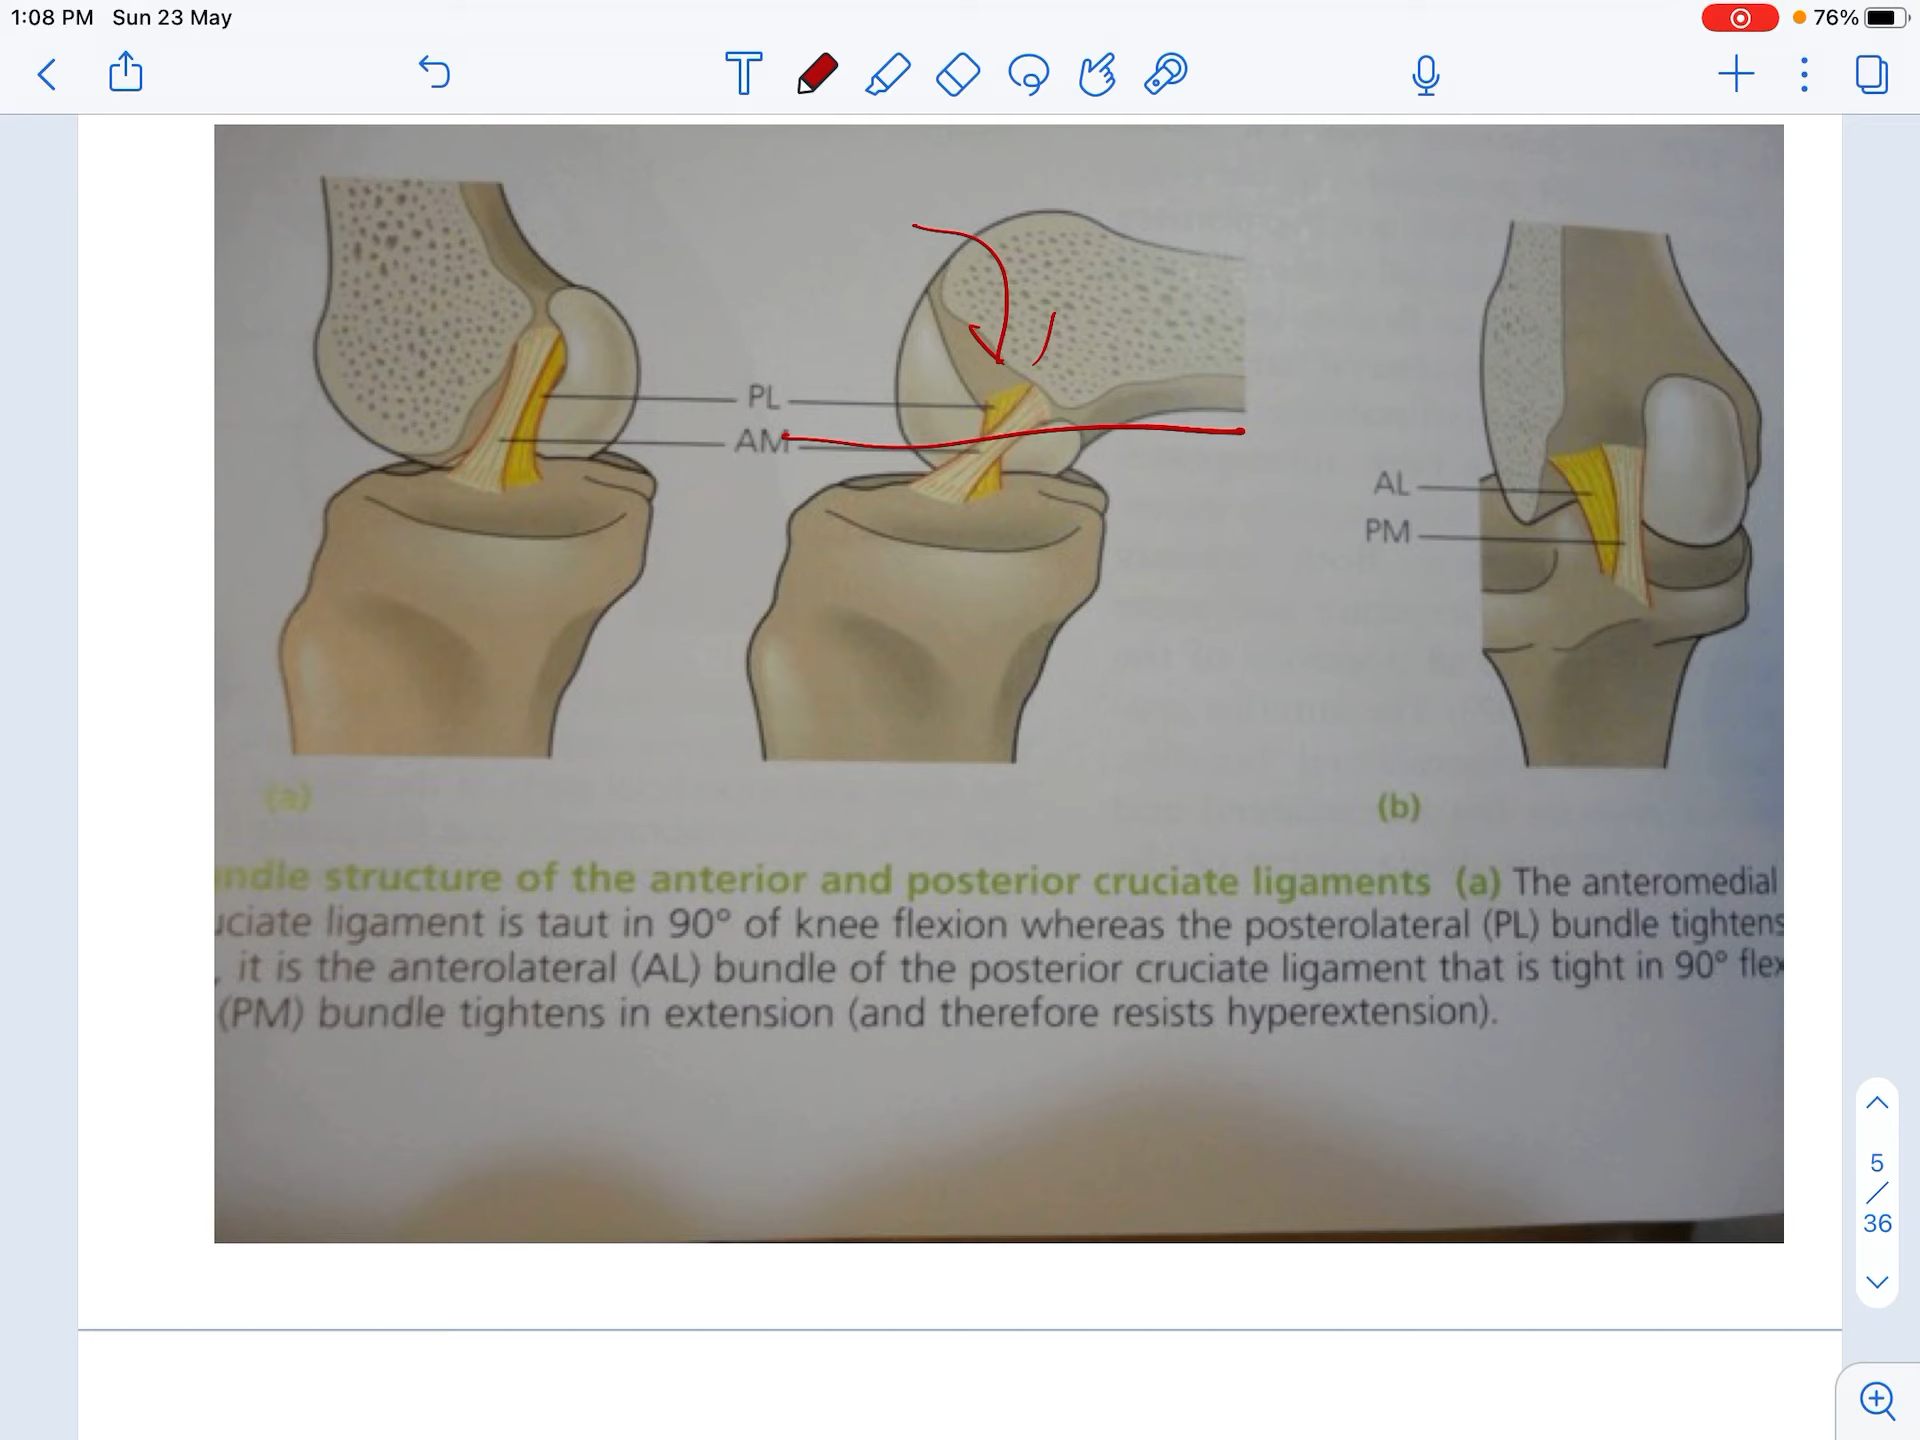 1:08 PM Sun 23 May
76%
T
PL
AM
AL
PM
(a)
(b)
ndle structure of the anterior and posterior cruciate ligaments (a) The anteromedial
uciate ligament is taut in 90° of knee flexion whereas the posterolateral (PL) bundle tightens
, it is the anterolateral (AL) bundle of the posterior cruciate ligament that is tight in 90° flex
(PM) bundle tightens in extension (and therefore resists hyperextension).
5
/
36